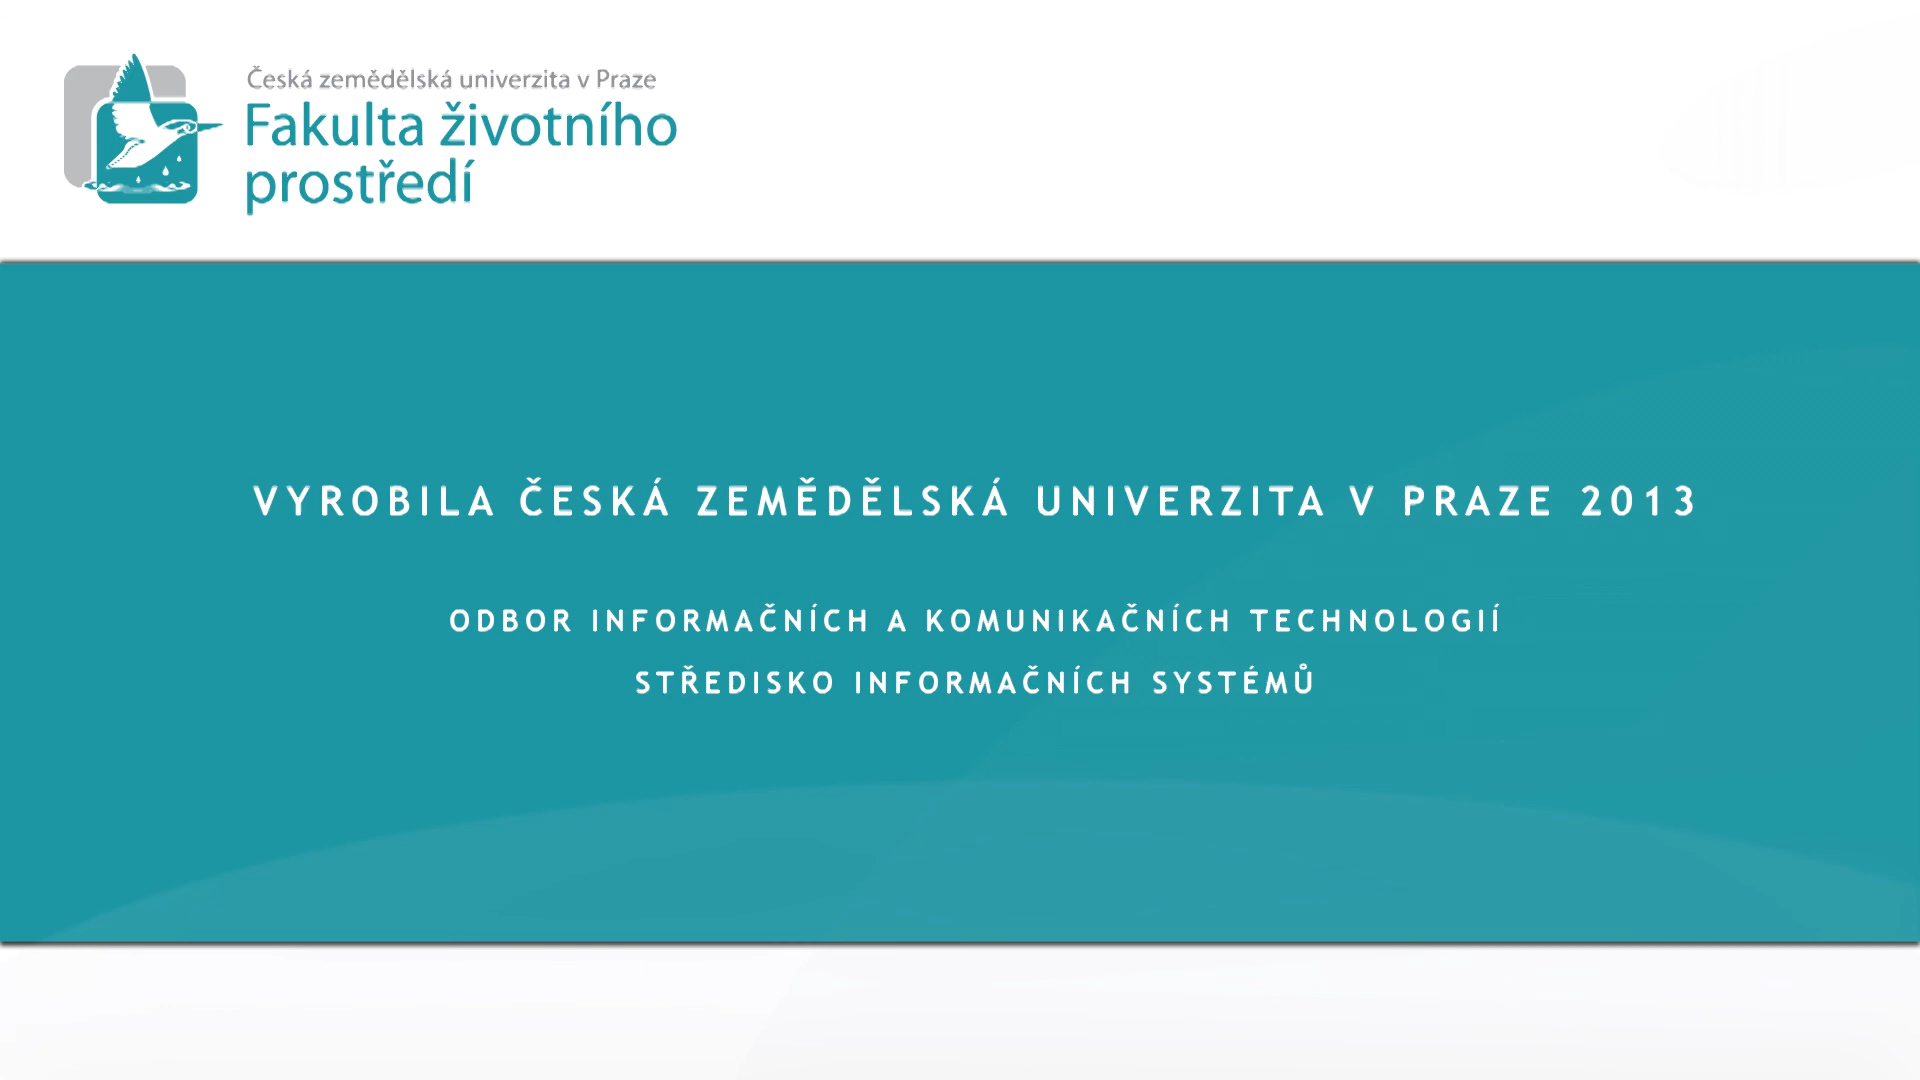 Česká zemědělská univerzita v Praze
Fakulta životního
prostředí
VYROBILA ČESKÁ ZEMĚDĚLSKÁ UNIVERZITA V PRAZE 2013
ODBOR INFORMAČNÍCH A KOMUNIKAČNÍCH TECHNOLOGIÍ
STŘEDISKO INFORMAČNÍCH SYSTÉMŮ